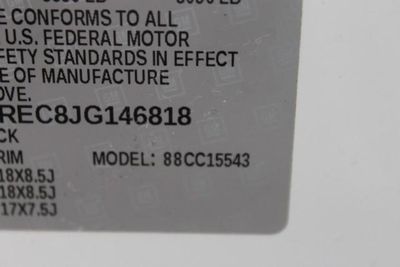 E CONFORMS TO ALL
U.S. FEDERAL MOTOR
FETY STANDARDS IN EFFECT
E OF MANUFACTURE
OVE.
REC8JG146818
CK
RIM MODEL: 88CC15543
18X8.5J
18X8.5J
17X7.5J